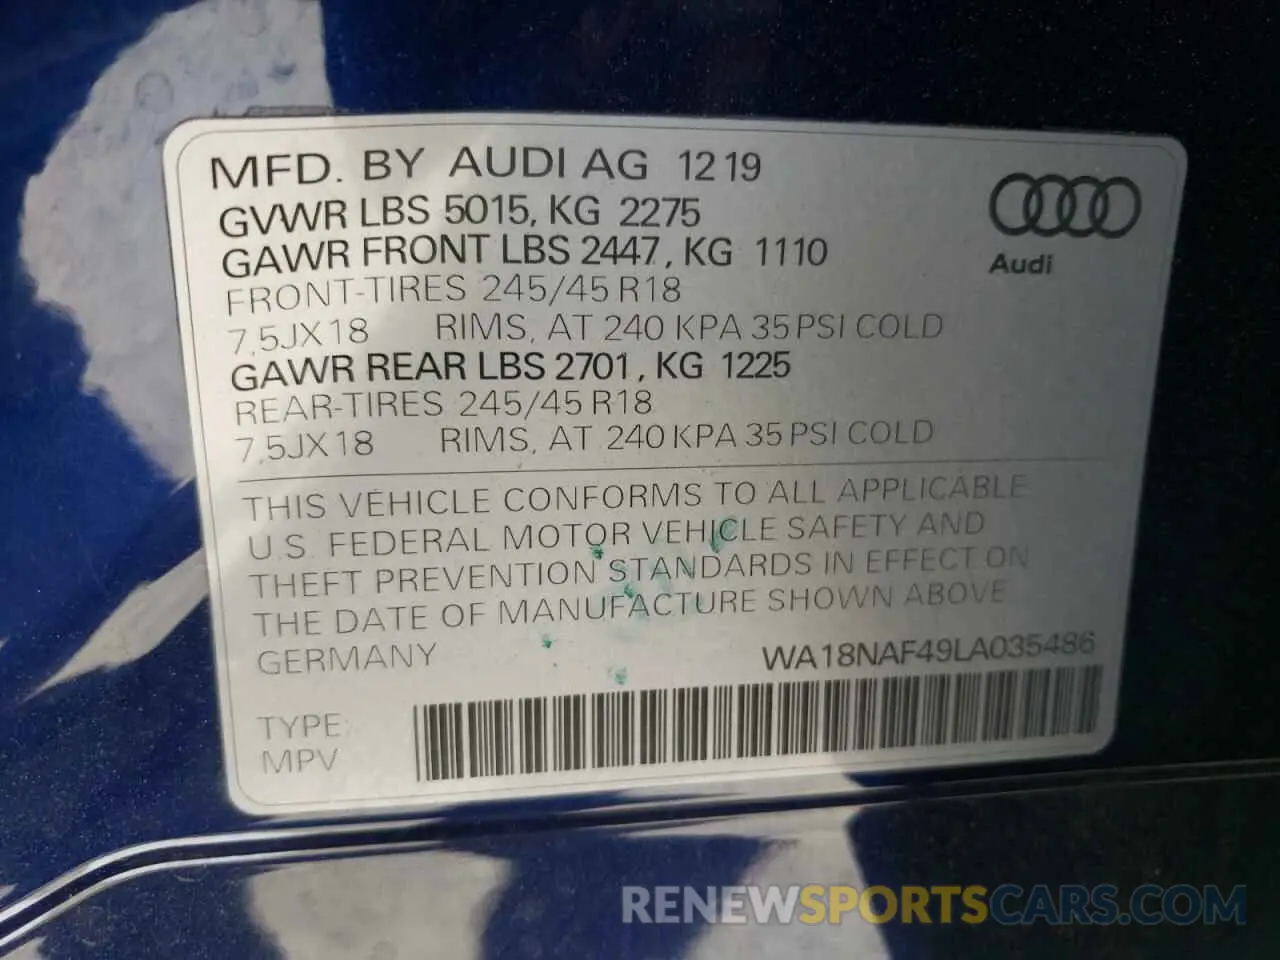 MFD. BY AUDI AG 12 19
GVWR LBS 5015, KG 2275
GAWR FRONT LBS 2447, KG 1110
FRONT-TIRES 245/45 R18
7,5JX18 RIMS, AT 240 KPA 35 PSI COLD
GAWR REAR LBS 2701, KG 1225
REAR-TIRES 245/45 R18
7,5JX18 RIMS, AT 240 KPA 35 PSI COLD
Audi
THIS VEHICLE CONFORMS TO ALL APPLICABLE
U.S. FEDERAL MOTOR VEHICLE SAFETY AND
THEFT PREVENTION STANDARDS IN EFFECT ON
THE DATE OF MANUFACTURE SHOWN ABOVE
GERMANY WA18NAF49LA035486
TYPE:
MPV
RENEWSPORTSCARS.COM